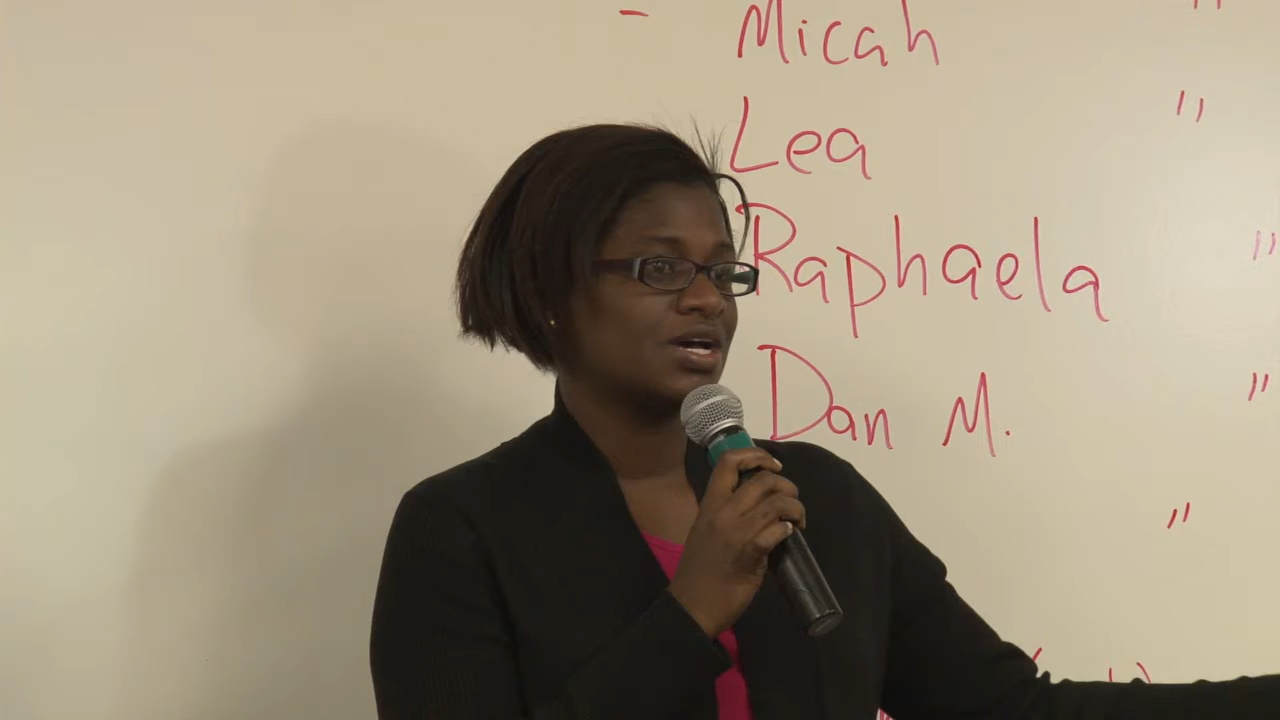 - Micah "
Lea "
Raphaela "
Dan M. "
"